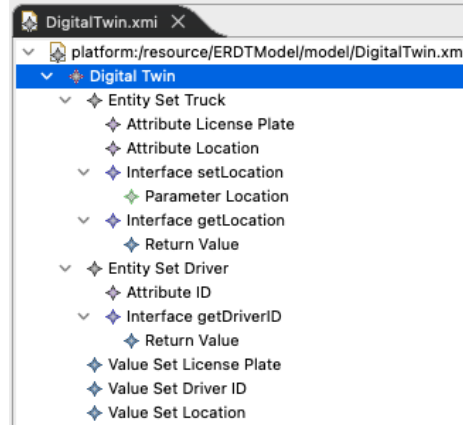 DigitalTwin.xmi
platform:/resource/ERDTModel/model/DigitalTwin.xm
Digital Twin
Entity Set Truck
Attribute License Plate
Attribute Location
Interface setLocation
Parameter Location
Interface getLocation
Return Value
Entity Set Driver
Attribute ID
Interface getDriverID
Return Value
Value Set License Plate
Value Set Driver ID
Value Set Location